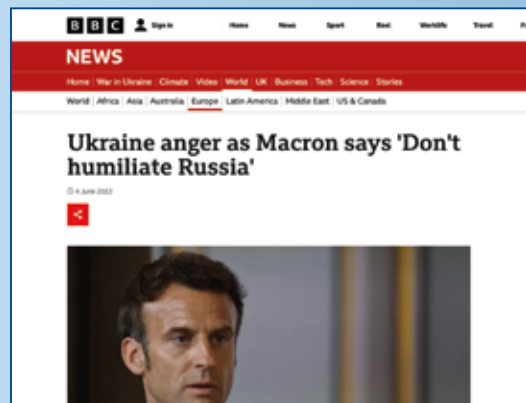 BBC Sign in Home News Sport Reel Worklife Travel
NEWS
Home War in Ukraine Climate Video World UK Business Tech Science Stories
World Africa Asia Australia Europe Latin America Middle East US & Canada
Ukraine anger as Macron says 'Don't
humiliate Russia'
4 June 2022